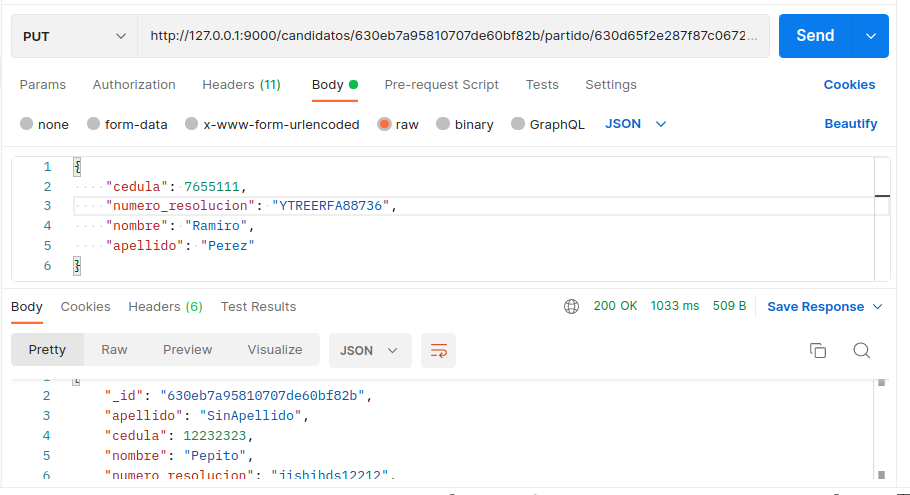 PUT http://127.0.0.1:9000/candidatos/630eb7a95810707de60bf82b/partido/630d65f2e287f87c0672... Send
Params Authorization Headers (11) Body Pre-request Script Tests Settings Cookies
none form-data x-www-form-urlencoded raw binary GraphQL JSON Beautify
1 {
2 "cedula": 7655111,
3 "numero_resolucion": "YTREERFA88736",
4 "nombre": "Ramiro",
5 "apellido": "Perez"
6 }
Body Cookies Headers (6) Test Results 200 OK 1033 ms 509 B Save Response
Pretty Raw Preview Visualize JSON
1 {
2 "_id": "630eb7a95810707de60bf82b",
3 "apellido": "SinApellido",
4 "cedula": 12232323,
5 "nombre": "Pepito",
6 "numero_resolucion":